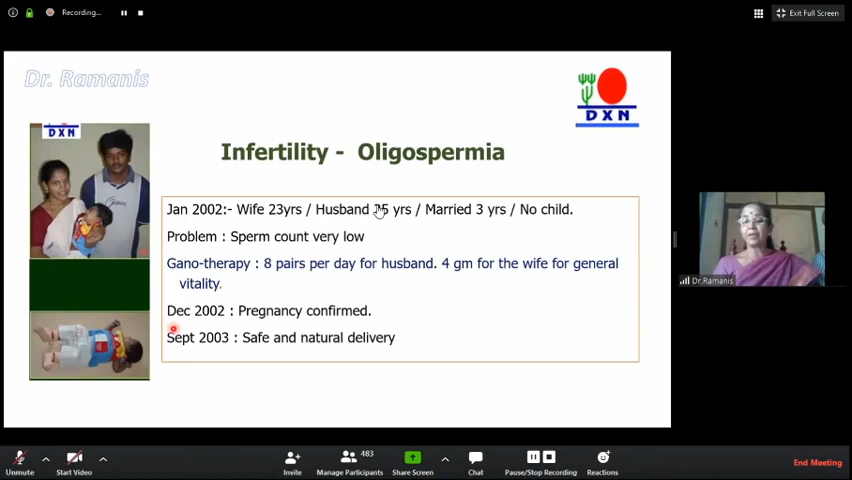 Recording...
Exit Full Screen
Dr. Ramanis
DXN
DXN
Infertility - Oligospermia
Jan 2002:- Wife 23yrs / Husband yrs / Married 3 yrs / No child.
Problem : Sperm count very low
Gano-therapy : 8 pairs per day for husband. 4 gm for the wife for general
vitality.
Dec 2002 : Pregnancy confirmed.
Sept 2003 : Safe and natural delivery
Dr.Ramanis
Unmute
Start Video
Invite
483
Manage Participants
Share Screen
Chat
Pause/Stop Recording
Reactions
End Meeting